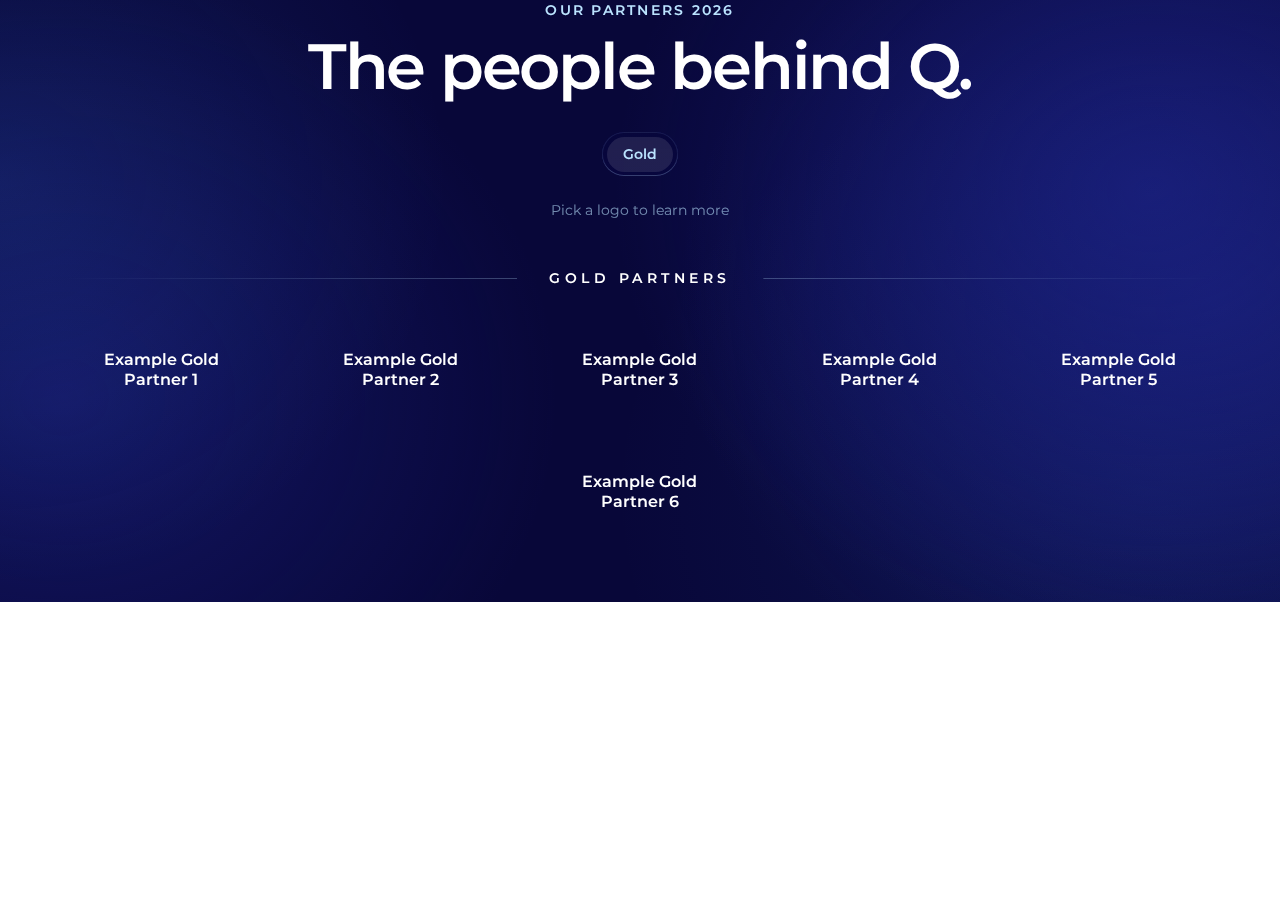 OUR PARTNERS 2026
The people behind Q.
Gold
Pick a logo to learn more
GOLD PARTNERS
Example Gold Partner 1
Example Gold Partner 2
Example Gold Partner 3
Example Gold Partner 4
Example Gold Partner 5
Example Gold Partner 6